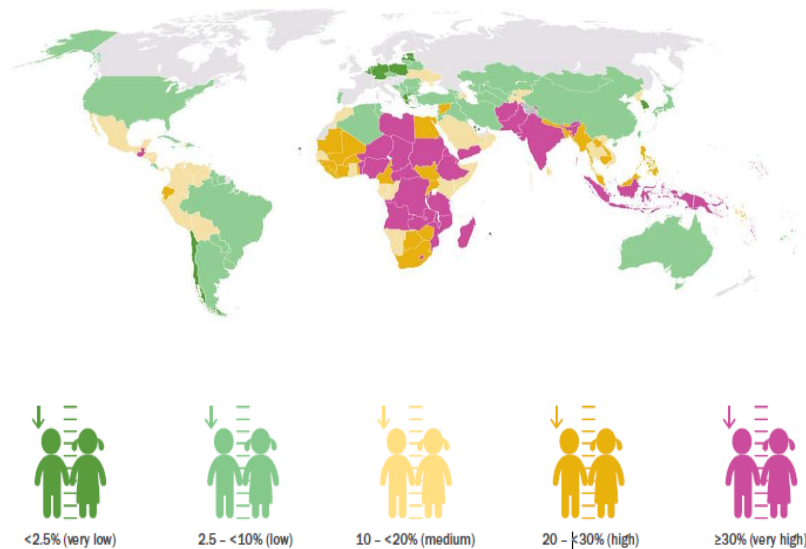 <2.5% (very low)
2.5 – <10% (low)
10 – <20% (medium)
20 – <30% (high)
≥30% (very high)